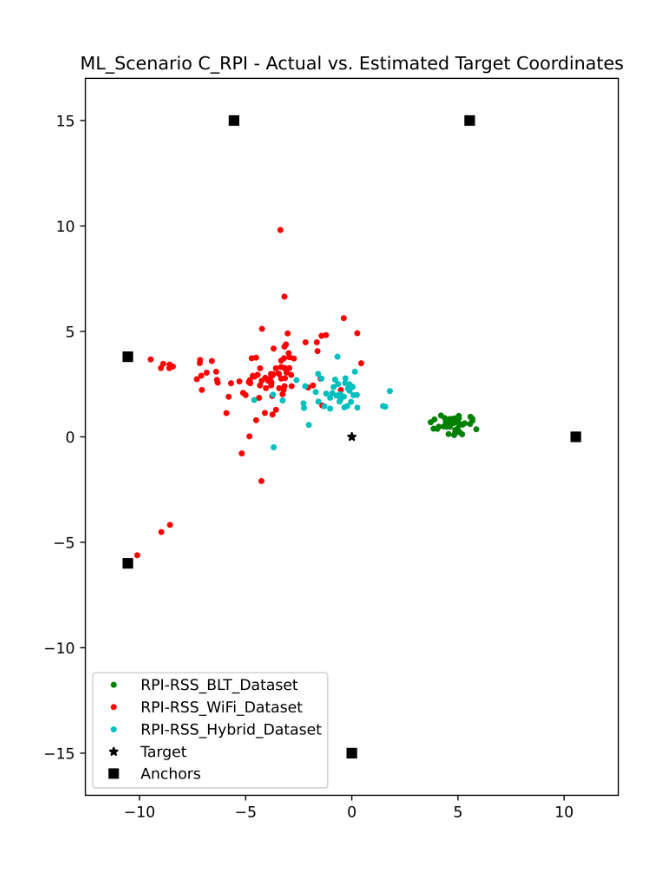 ML_Scenario C_RPI - Actual vs. Estimated Target Coordinates
15
10
5
0
−5
−10
−15
RPI-RSS_BLT_Dataset
RPI-RSS_WiFi_Dataset
RPI-RSS_Hybrid_Dataset
Target
Anchors
−10 −5 0 5 10